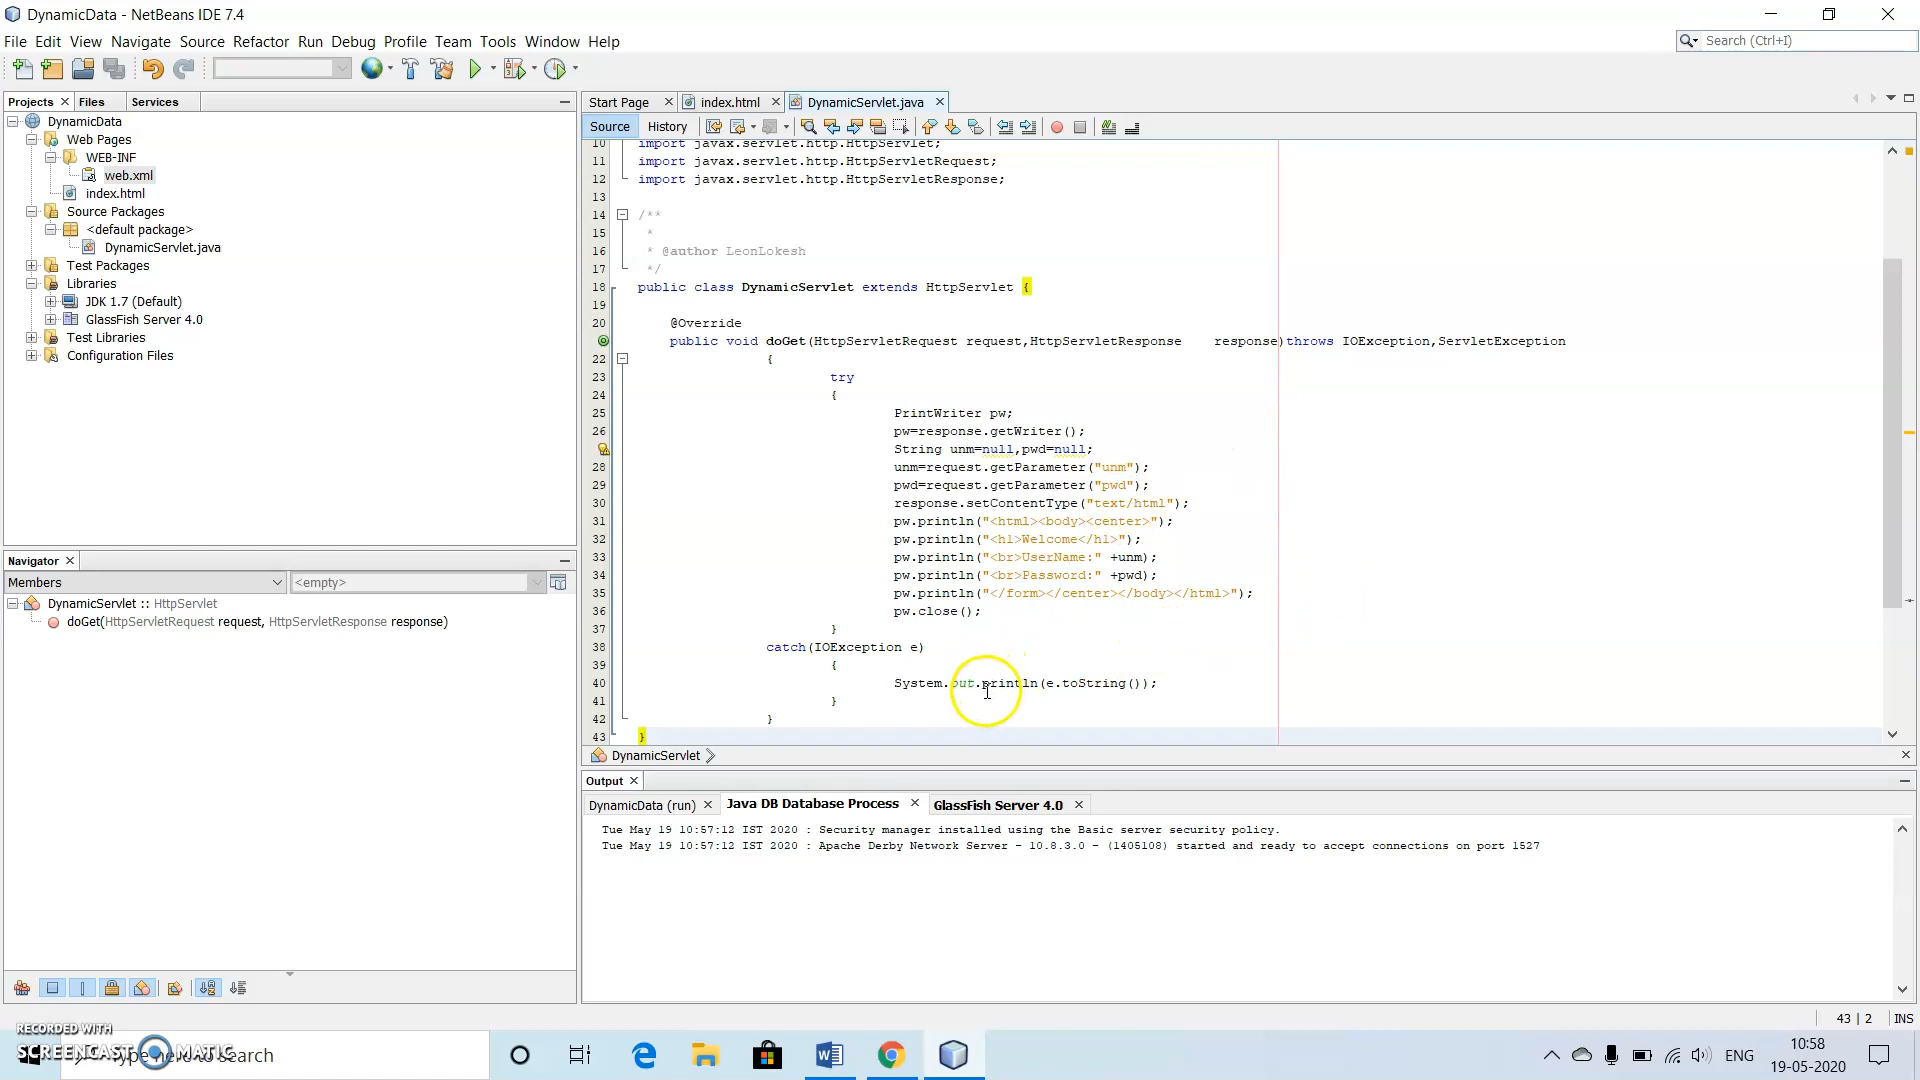 DynamicData - NetBeans IDE 7.4
File Edit View Navigate Source Refactor Run Debug Profile Team Tools Window Help
Search (Ctrl+I)
Projects Files Services
DynamicData
Web Pages
WEB-INF
web.xml
index.html
Source Packages
<default package>
DynamicServlet.java
Test Packages
Libraries
JDK 1.7 (Default)
GlassFish Server 4.0
Test Libraries
Configuration Files
Navigator
Members
<empty>
DynamicServlet :: HttpServlet
doGet(HttpServletRequest request, HttpServletResponse response)
Start Page index.html DynamicServlet.java
Source History
10 import javax.servlet.http.HttpServlet;
11 import javax.servlet.http.HttpServletRequest;
12 import javax.servlet.http.HttpServletResponse;
13
14 /**
15 *
16 * @author LeonLokesh
17 */
18 public class DynamicServlet extends HttpServlet {
19
20 @Override
public void doGet(HttpServletRequest request,HttpServletResponse response)throws IOException,ServletException
22 {
23 try
24 {
25 PrintWriter pw;
26 pw=response.getWriter();
String unm=null,pwd=null;
28 unm=request.getParameter("unm");
29 pwd=request.getParameter("pwd");
30 response.setContentType("text/html");
31 pw.println("<html><body><center>");
32 pw.println("<h1>Welcome</h1>");
33 pw.println("<br>UserName:" +unm);
34 pw.println("<br>Password:" +pwd);
35 pw.println("</form></center></body></html>");
36 pw.close();
37 }
38 catch(IOException e)
39 {
40 System.out.println(e.toString());
41 }
42 }
43 }
DynamicServlet
Output
DynamicData (run) Java DB Database Process GlassFish Server 4.0
Tue May 19 10:57:12 IST 2020 : Security manager installed using the Basic server security policy.
Tue May 19 10:57:12 IST 2020 : Apache Derby Network Server - 10.8.3.0 - (1405108) started and ready to accept connections on port 1527
43 | 2 INS
RECORDED WITH
SCREENCAST MATIC
Type here to search
ENG
10:58
19-05-2020